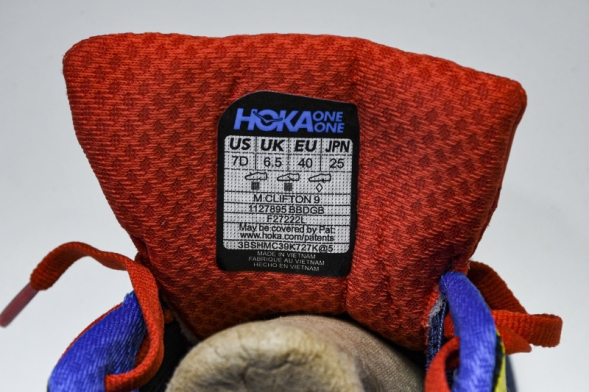 HOKA ONE ONE
US UK EU JPN
7D 6.5 40 25
M CLIFTON 9
1127895 BBDGB
F27222L
May be covered by Pat:
www.hoka.com/patents
3BSHMC39K727K@5
MADE IN VIETNAM
FABRIQUÉ AU VIETNAM
HECHO EN VIETNAM